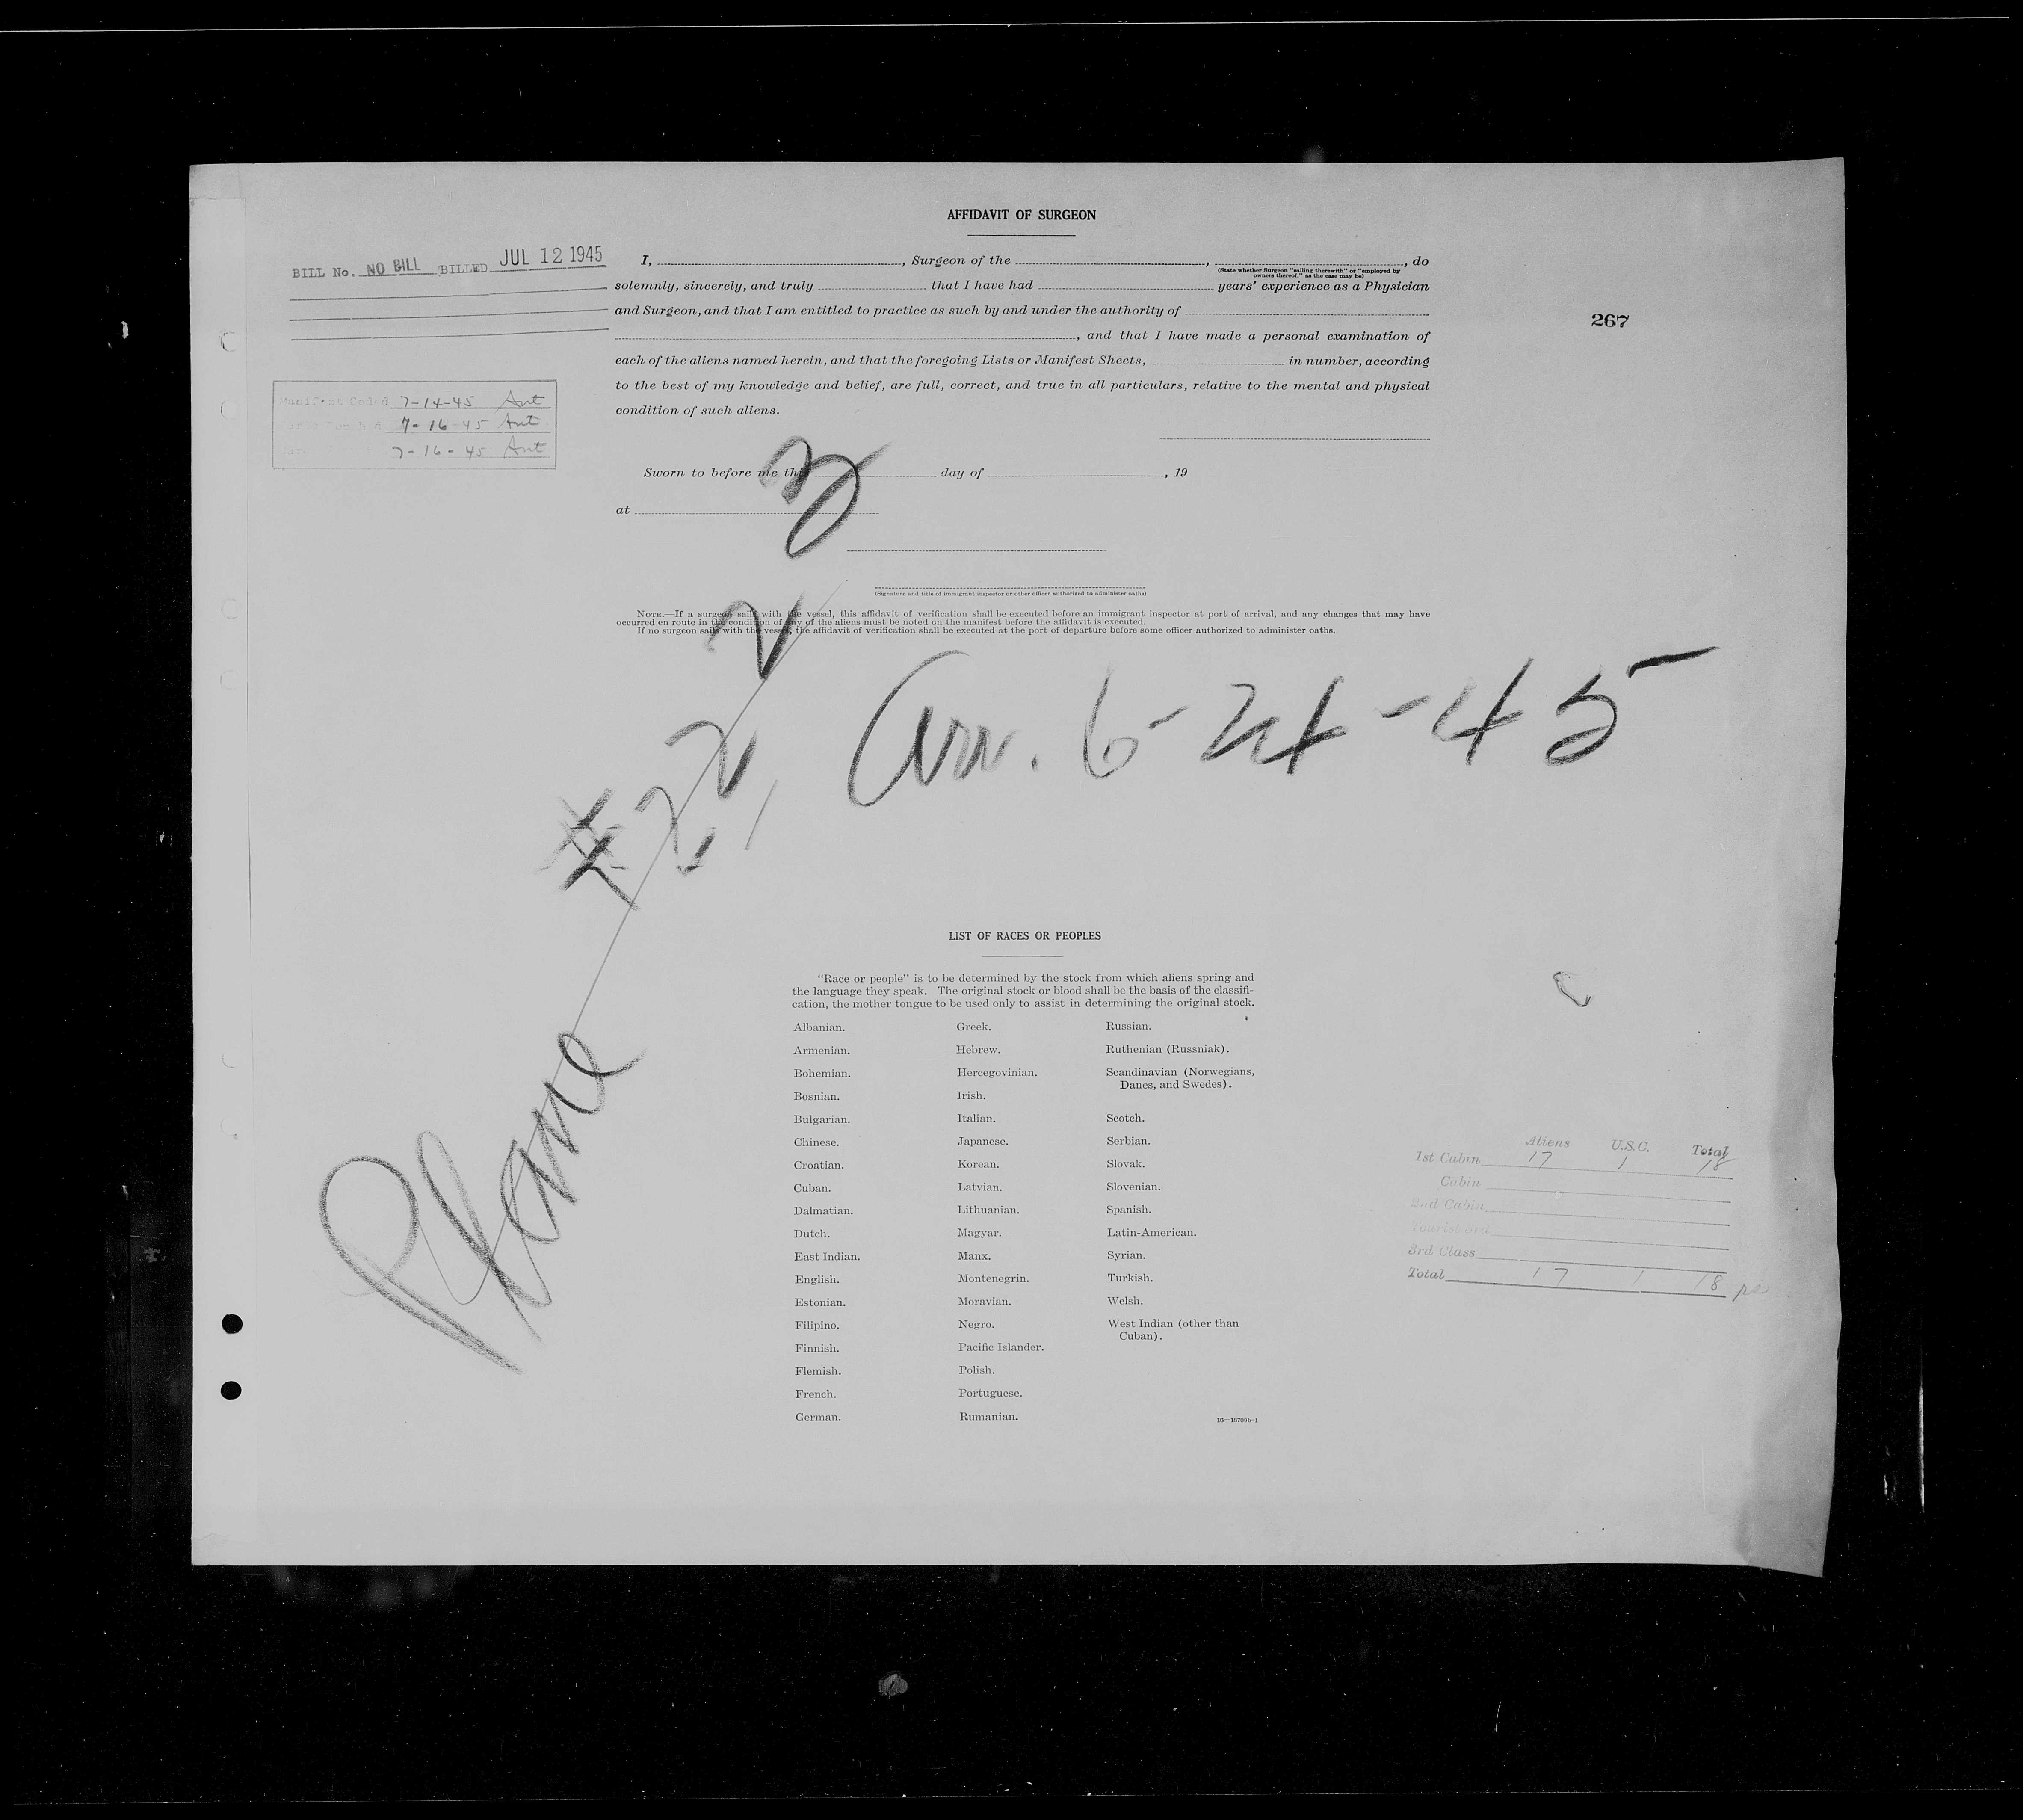 AFFIDAVIT OF SURGEON
BILL No. NO BILL BILLED JUL 12 1945
267
I, , Surgeon of the , , do
(State whether Surgeon "sailing therewith" or "employed by
owners thereof," as the case may be)
solemnly, sincerely, and truly that I have had years' experience as a Physician
and Surgeon, and that I am entitled to practice as such by and under the authority of
, and that I have made a personal examination of
each of the aliens named herein, and that the foregoing Lists or Manifest Sheets, in number, according
to the best of my knowledge and belief, are full, correct, and true in all particulars, relative to the mental and physical
condition of such aliens.
Manifest Coded 7-14-45 Ant
7-16-45 Ant
7-16-45 Ant
Sworn to before me this day of , 19
at
(Signature and title of immigrant inspector or other officer authorized to administer oaths)
NOTE.—If a surgeon sails with the vessel, this affidavit of verification shall be executed before an immigrant inspector at port of arrival, and any changes that may have
occurred en route in the condition of any of the aliens must be noted on the manifest before the affidavit is executed.
If no surgeon sails with the vessel, the affidavit of verification shall be executed at the port of departure before some officer authorized to administer oaths.
Plane #222
Arr. 6-24-45
LIST OF RACES OR PEOPLES
"Race or people" is to be determined by the stock from which aliens spring and
the language they speak. The original stock or blood shall be the basis of the classifi-
cation, the mother tongue to be used only to assist in determining the original stock.
Albanian.
Armenian.
Bohemian.
Bosnian.
Bulgarian.
Chinese.
Croatian.
Cuban.
Dalmatian.
Dutch.
East Indian.
English.
Estonian.
Filipino.
Finnish.
Flemish.
French.
German.
Greek.
Hebrew.
Hercegovinian.
Irish.
Italian.
Japanese.
Korean.
Latvian.
Lithuanian.
Magyar.
Manx.
Montenegrin.
Moravian.
Negro.
Pacific Islander.
Polish.
Portuguese.
Rumanian.
Russian.
Ruthenian (Russniak).
Scandinavian (Norwegians,
Danes, and Swedes).
Scotch.
Serbian.
Slovak.
Slovenian.
Spanish.
Latin-American.
Syrian.
Turkish.
Welsh.
West Indian (other than
Cuban).
Aliens U.S.C. Total
1st Cabin 17 1 18
Cabin
2nd Cabin
Tourist 3rd
3rd Class
Total 17 1 18